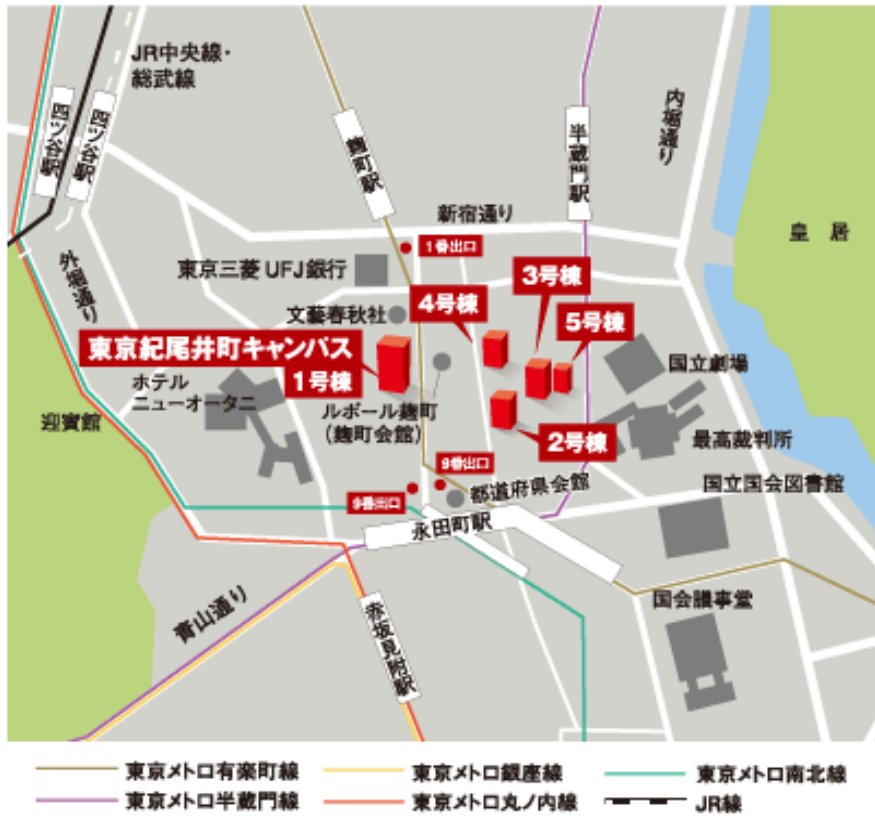 JR中央線・
総武線
四ツ谷駅
四ツ谷駅
麹町駅
半蔵門駅
内堀通り
新宿通り
皇居
1番出口
東京三菱UFJ銀行
外堀通り
3号棟
4号棟
文藝春秋社
5号棟
東京紀尾井町キャンパス
1号棟
国立劇場
ホテル
ニューオータニ
ルポール麹町
(麹町会館)
迎賓館
2号棟
最高裁判所
9番出口
9番出口
都道府県会館
国立国会図書館
永田町駅
青山通り
赤坂見附駅
国会議事堂
東京メトロ有楽町線
東京メトロ銀座線
東京メトロ南北線
東京メトロ半蔵門線
東京メトロ丸ノ内線
JR線